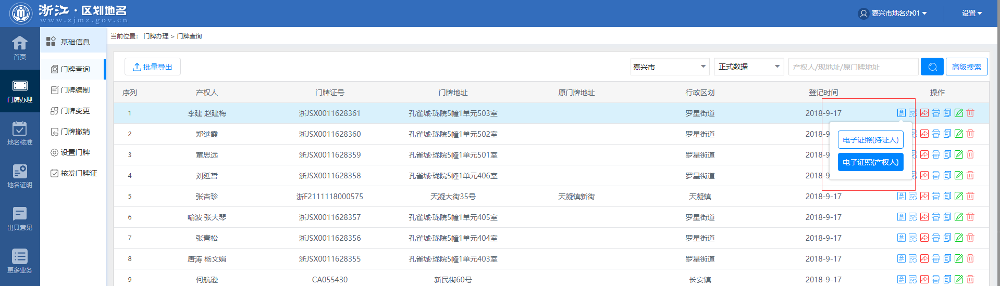 浙江·区划地名
www.zjmz.gov.cn
嘉兴市地名办01
设置
首页
门牌办理
地名核准
地名证明
出具意见
更多业务
基础信息
门牌查询
门牌编制
门牌变更
门牌撤销
设置门牌
核发门牌证
当前位置: 门牌办理 > 门牌查询
批量导出
嘉兴市
正式数据
产权人/现地址/原门牌地址
高级搜索
序列 产权人 门牌证号 门牌地址 原门牌地址 行政区划 登记时间 操作
1 李建 赵建梅 浙JSX0011628361 孔雀城·珑院5幢1单元503室 罗星街道 2018-9-17
2 郑继霞 浙JSX0011628360 孔雀城·珑院5幢1单元502室 罗星街道 2018-9
3 董思远 浙JSX0011628359 孔雀城·珑院5幢1单元501室 罗星街道 2018-9
4 刘延哲 浙JSX0011628358 孔雀城·珑院5幢1单元406室 罗星街道 2018-9
电子证照(持证人)
电子证照(产权人)
5 张杏珍 浙F2111118000575 天凝大街35号 天凝镇新街 天凝镇 2018-9-17
6 喻波 张大琴 浙JSX0011628357 孔雀城·珑院5幢1单元405室 罗星街道 2018-9-17
7 张青松 浙JSX0011628356 孔雀城·珑院5幢1单元404室 罗星街道 2018-9-17
8 唐涛 杨文娟 浙JSX0011628355 孔雀城·珑院5幢1单元403室 罗星街道 2018-9-17
9 何航逊 CA055430 新民街60号 长安镇 2018-9-17